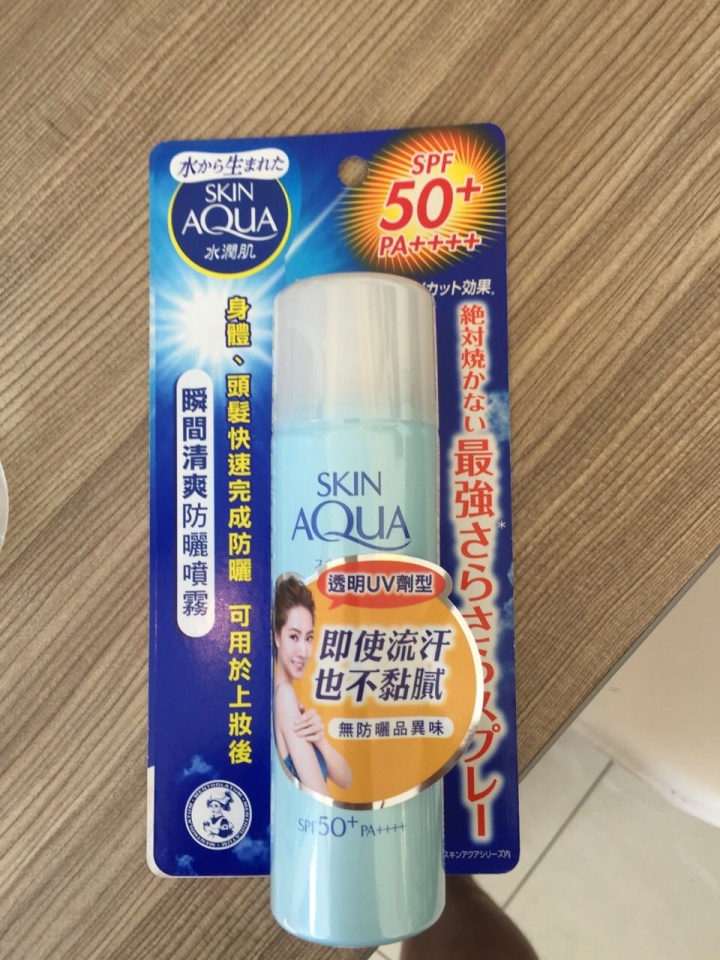 水から生まれた
SKIN
AQUA
水潤肌
SPF
50+
PA++++
カット効果。
絶対焼かない
最強*さらさらスプレー
身體、頭髮快速完成防曬 可用於上妝後
瞬間清爽防曬噴霧
SKIN
AQUA
透明UV劑型
即使流汗
也不黏膩
無防曬品異味
SPF50+ PA++++
MENTHOLATUM
スキンアクアシリーズ内